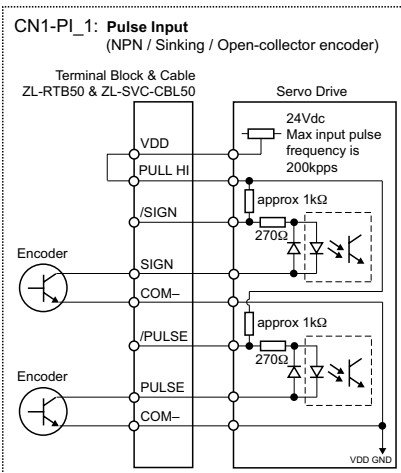 CN1-PI_1: Pulse Input
(NPN / Sinking / Open-collector encoder)
Terminal Block & Cable
ZL-RTB50 & ZL-SVC-CBL50
Servo Drive
24Vdc
Max input pulse
frequency is
200kpps
VDD
PULL HI
approx 1kΩ
/SIGN
270Ω
Encoder
SIGN
COM–
approx 1kΩ
/PULSE
270Ω
Encoder
PULSE
COM–
VDD GND